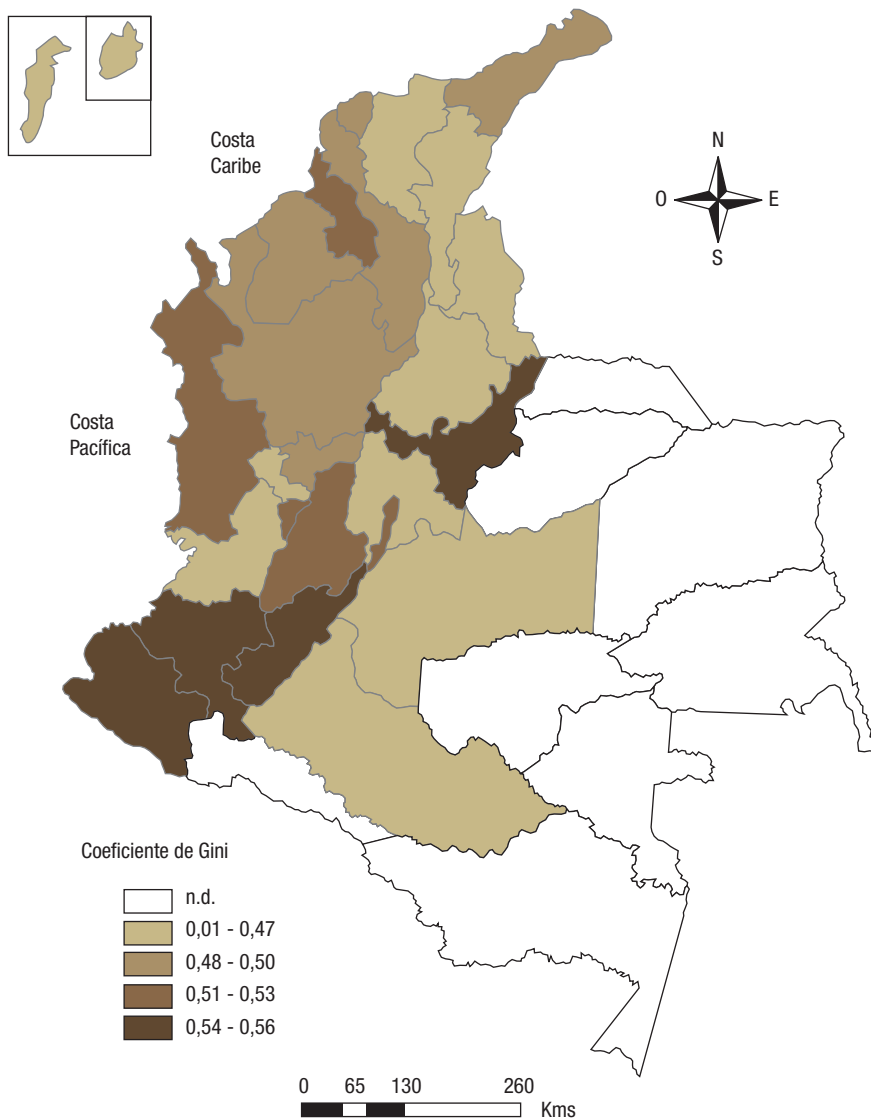 Costa
Caribe
N
O
E
S
Costa
Pacífica
Coeficiente de Gini
n.d.
0,01 - 0,47
0,48 - 0,50
0,51 - 0,53
0,54 - 0,56
0 65 130 260
Kms